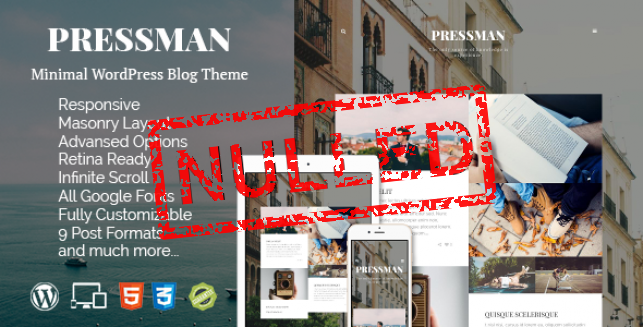 PRESSMAN
Minimal WordPress Blog Theme
Responsive
Masonry Lay
Advansed Options
Retina Ready
Infinite Scroll
All Google Fonts
Fully Customizable
9 Post Formats
and much more...
NULLED
PRESSMAN
PRESSMAN
QUISQUE SCELERISQUE